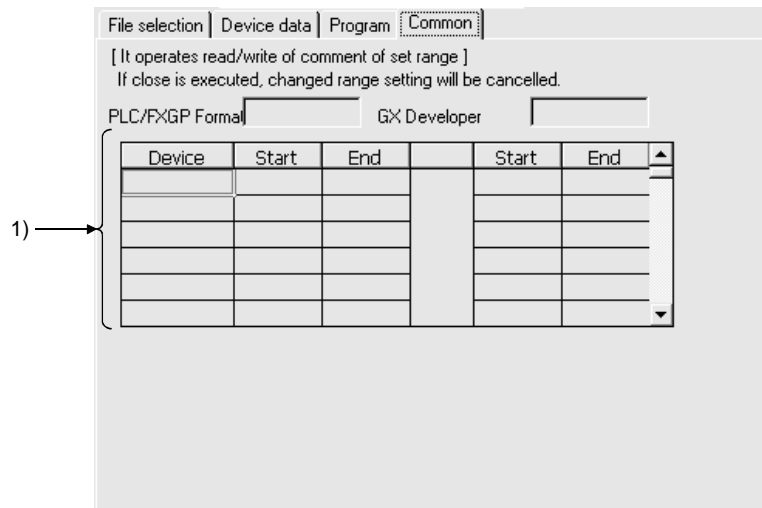 File selection Device data Program Common
[ It operates read/write of comment of set range ]
If close is executed, changed range setting will be cancelled.
PLC/FXGP Format GX Developer
Device Start End Start End
1)